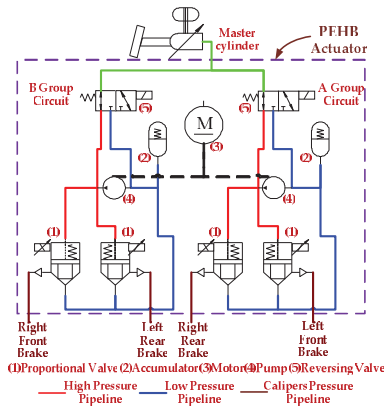 Master
cylinder
PEHB
Actuator
B Group
Circuit
A Group
Circuit
(5)
(5)
M
(2)
(3)
(2)
(4)
(4)
(1)
(1)
(1)
(1)
Right
Front
Brake
Left
Rear
Brake
Right
Rear
Brake
Left
Front
Brake
(1)Proportional Valve(2)Accumulator(3)Motor(4)Pump(5)Reversing Valve
High Pressure
Pipeline
Low Pressure
Pipeline
Calipers Pressure
Pipeline